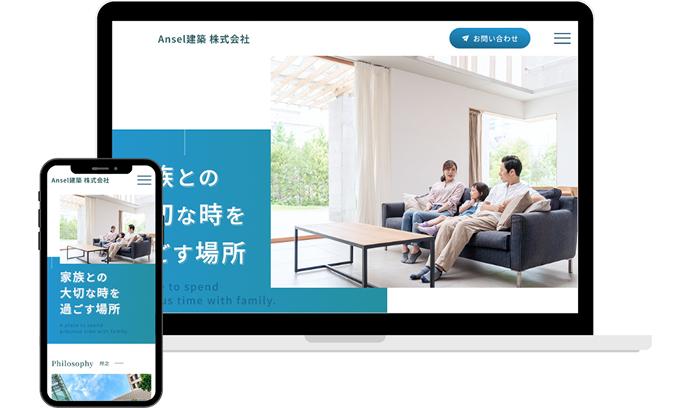 Ansel建築 株式会社
お問い合わせ
族との
切な時を
ごす場所
e to spend
us time with family.
Ansel建築 株式会社
家族との
大切な時を
過ごす場所
A place to spend
precious time with family.
Philosophy 理念